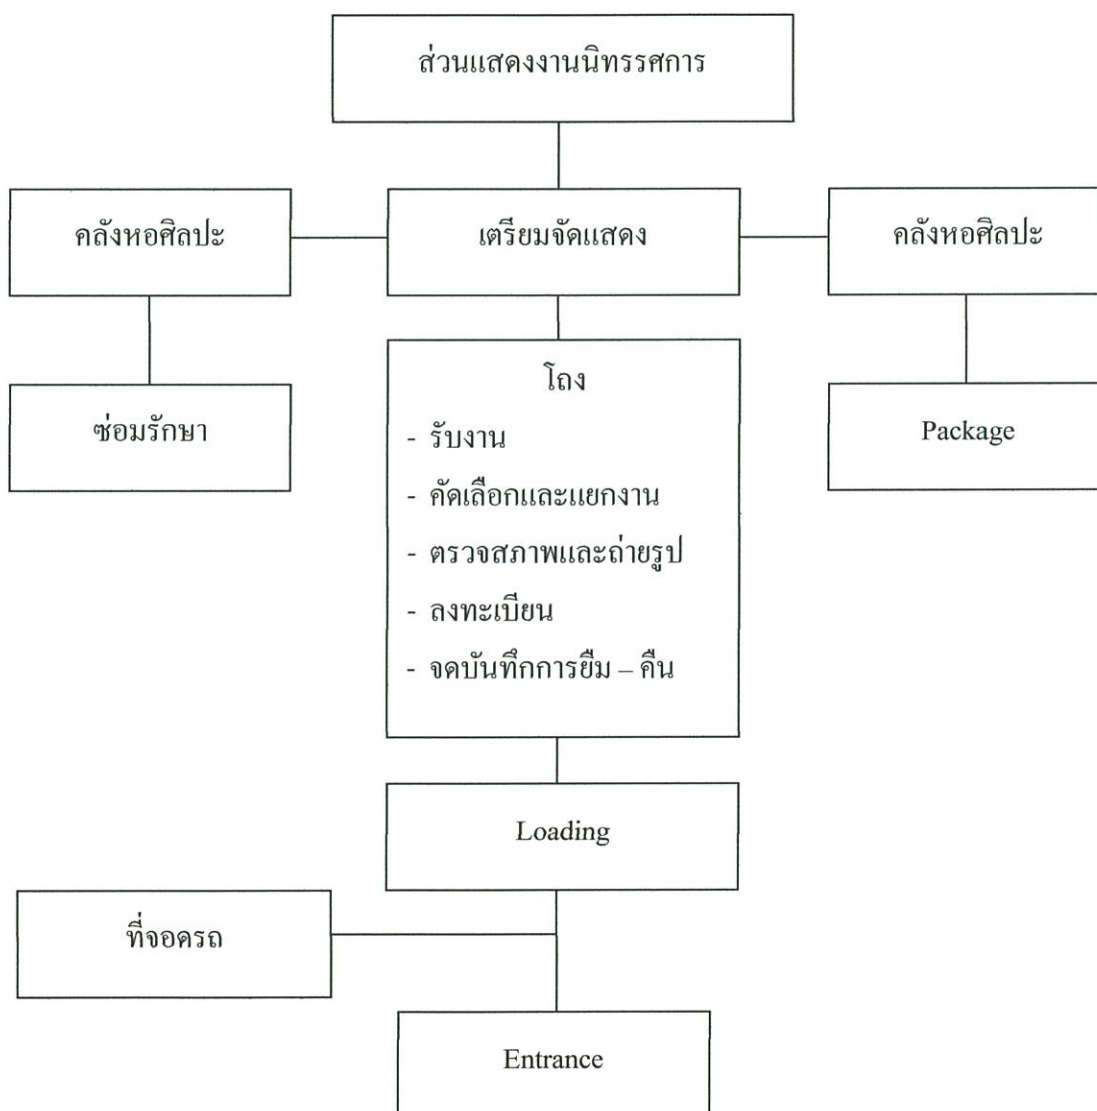 ส่วนแสดงงานนิทรรศการ
คลังหอศิลปะ
เตรียมจัดแสดง
คลังหอศิลปะ
ซ่อมรักษา
โถง
- รับงาน
- คัดเลือกและแยกงาน
- ตรวจสภาพและถ่ายรูป
- ลงทะเบียน
- จดบันทึกการยืม – คืน
Package
Loading
ที่จอดรถ
Entrance